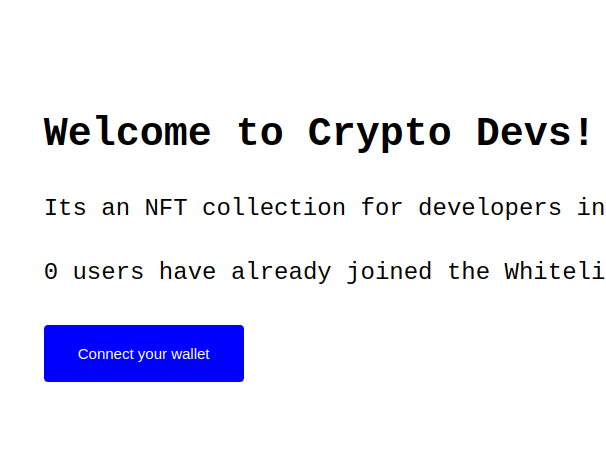 Welcome to Crypto Devs!
Its an NFT collection for developers in
0 users have already joined the Whiteli
Connect your wallet